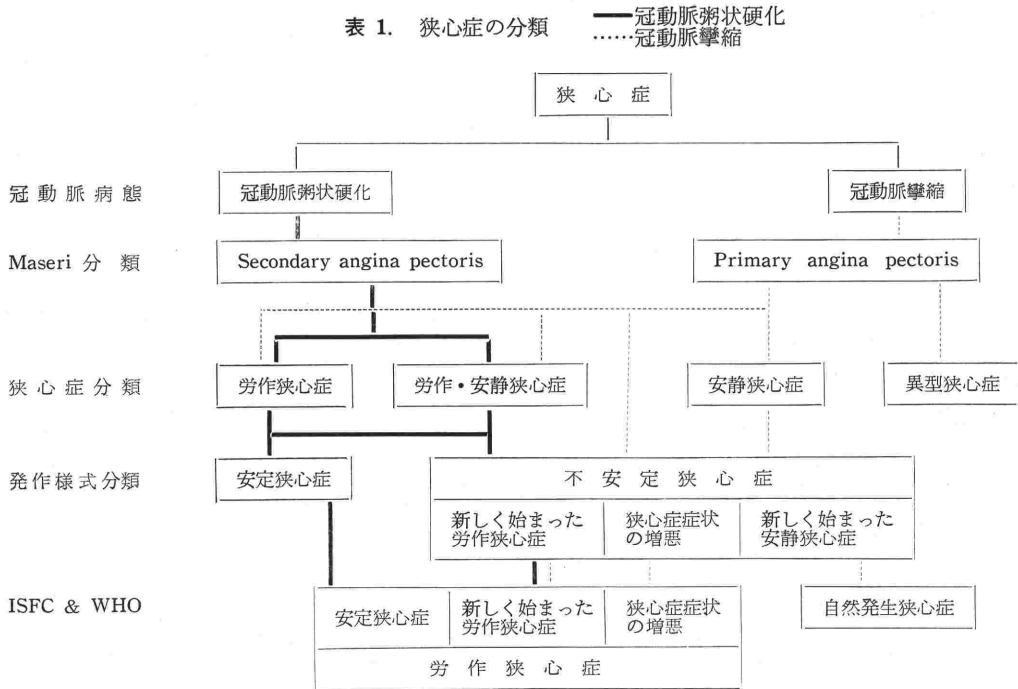 表 1. 狭心症の分類
冠動脈粥状硬化
……冠動脈攣縮
狭心症
冠動脈病態
冠動脈粥状硬化
冠動脈攣縮
Maseri 分類
Secondary angina pectoris
Primary angina pectoris
狭心症分類
労作狭心症
労作・安静狭心症
安静狭心症
異型狭心症
発作様式分類
安定狭心症
不安定狭心症
新しく始まった
労作狭心症
狭心症症状
の増悪
新しく始まった
安静狭心症
ISFC & WHO
安定狭心症
新しく始まった
労作狭心症
狭心症症状
の増悪
自然発生狭心症
労作狭心症